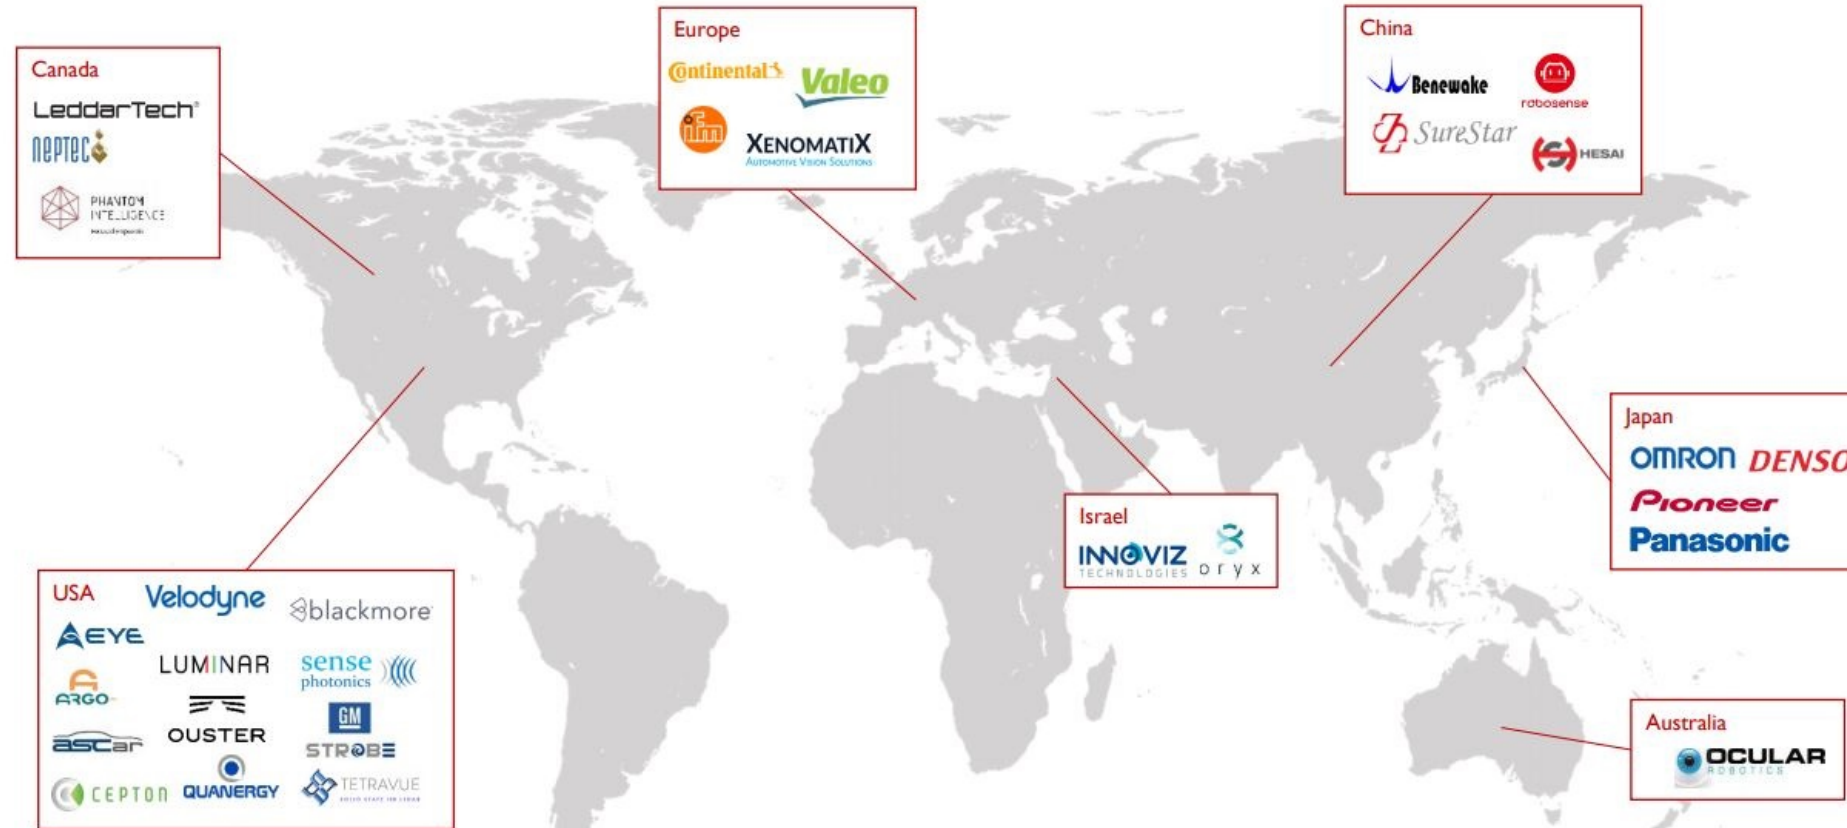 Canada
LeddarTech®
NEPTEC
PHANTOM
INTELLIGENCE
Europe
Continental
Valeo
ifm
XENOMATIX
AUTOMOTIVE VISION SOLUTIONS
China
Benewake
robosense
SureStar
HESAI
Japan
OMRON DENSO
Pioneer
Panasonic
Israel
INNOVIZ
TECHNOLOGIES
oryx
USA
Velodyne
blackmore
AEYE
LUMINAR
sense
photonics
ARGO
OUSTER
GM
STROBE
ascar
CEPTON
QUANERGY
TETRAVUE
Australia
OCULAR
ROBOTICS